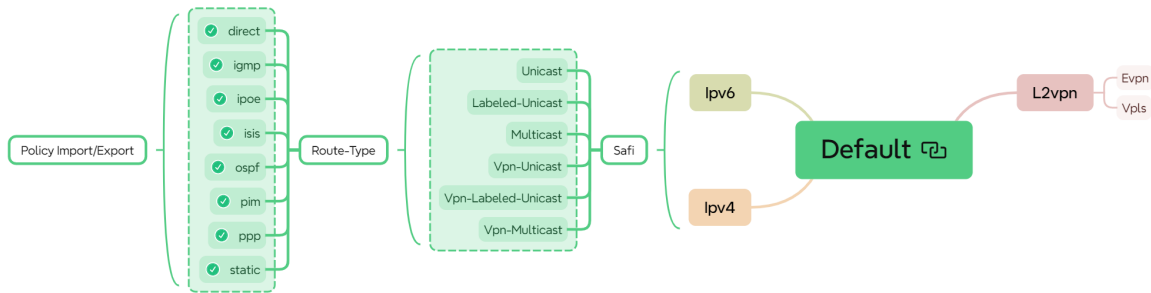 Policy Import/Export
direct
igmp
ipoe
isis
ospf
pim
ppp
static
Route-Type
Unicast
Labeled-Unicast
Multicast
Vpn-Unicast
Vpn-Labeled-Unicast
Vpn-Multicast
Safi
Ipv6
Ipv4
Default
L2vpn
Evpn
Vpls